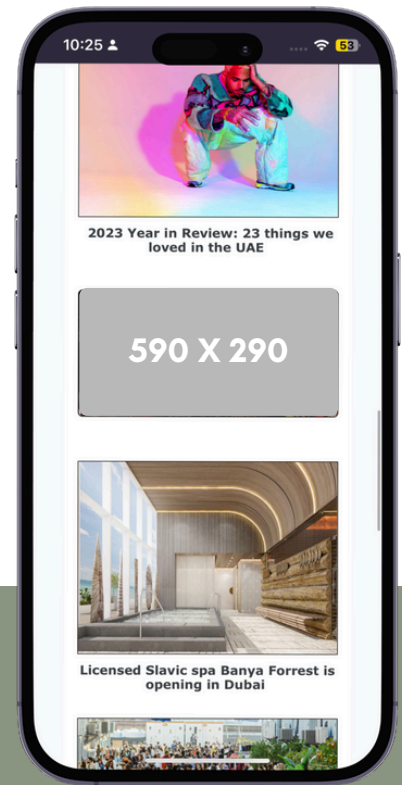 10:25
53
2023 Year in Review: 23 things we
loved in the UAE
590 X 290
Licensed Slavic spa Banya Forrest is
opening in Dubai